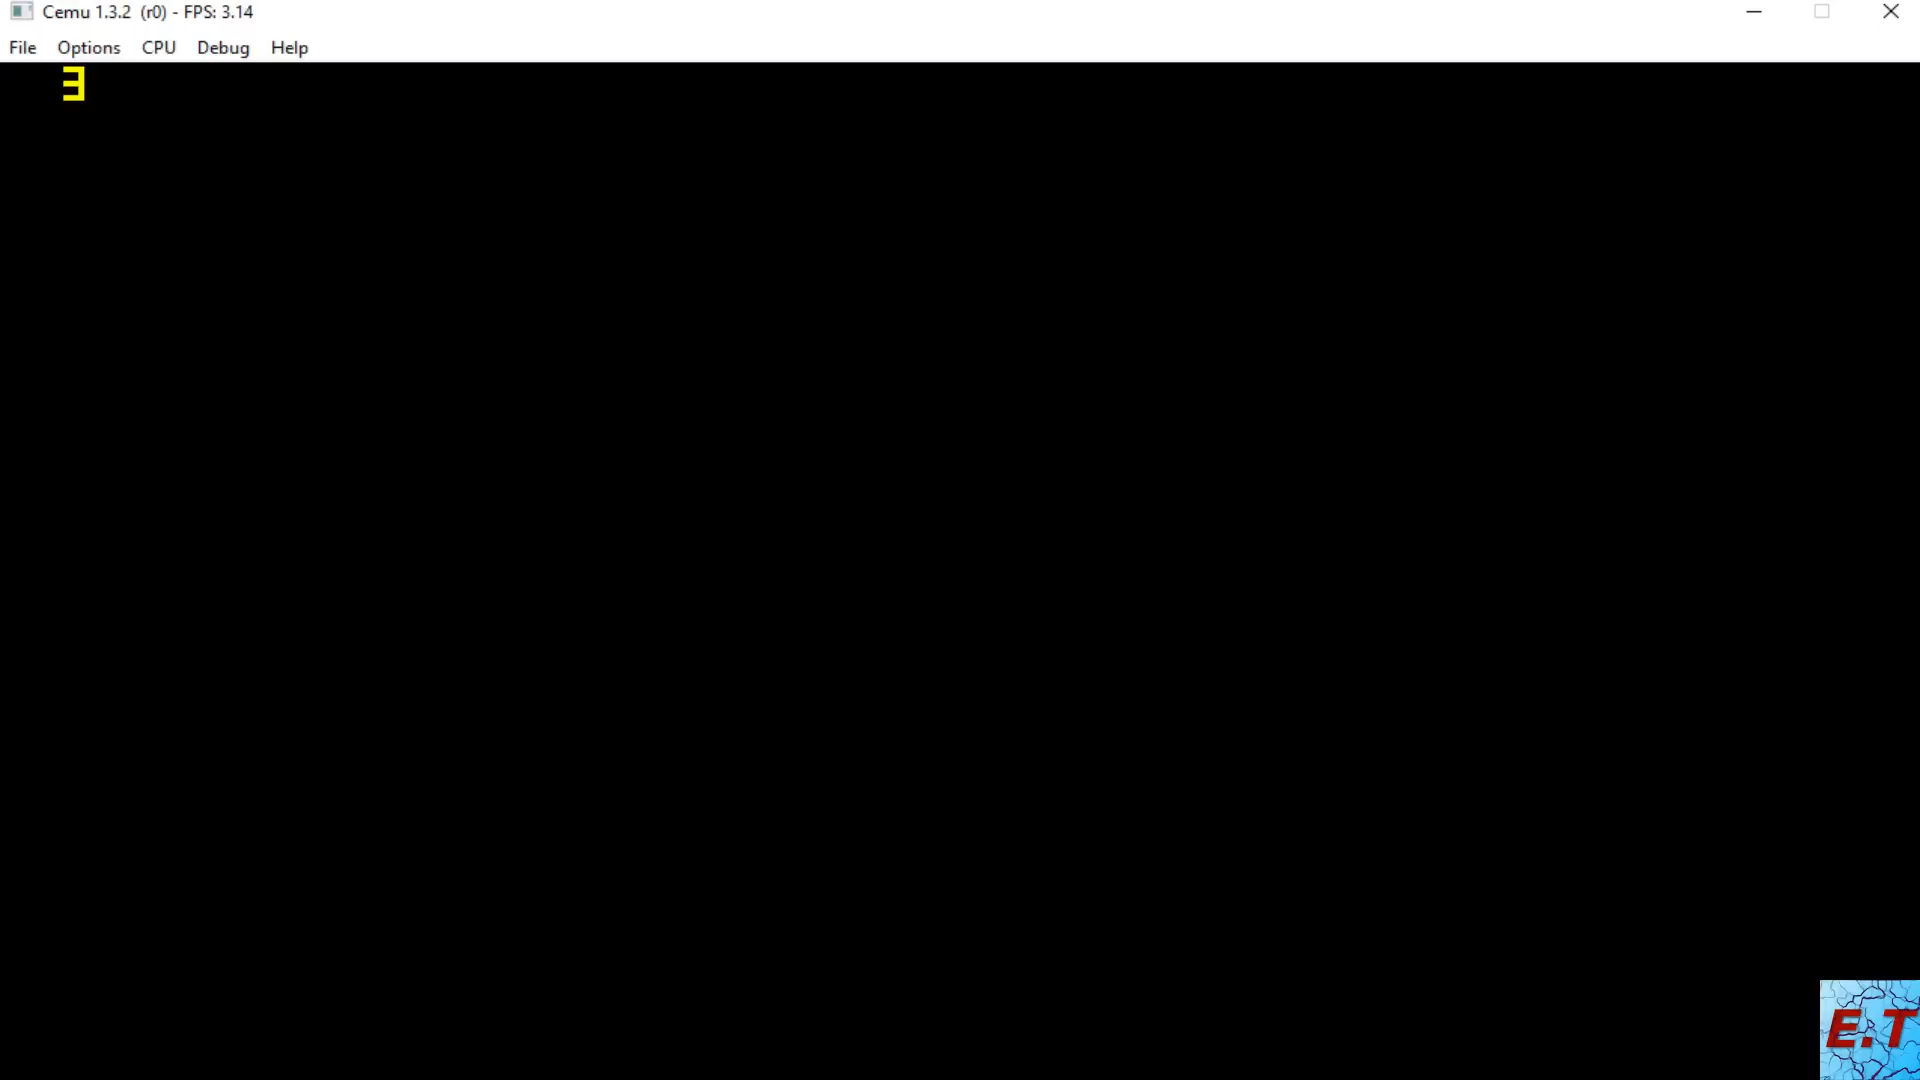 Cemu 1.3.2 (r0) - FPS: 3.14
File Options CPU Debug Help
3
E.T